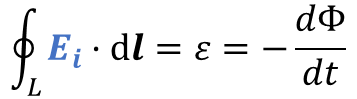 ∮_L E_i · dl = ε = − dΦ/dt